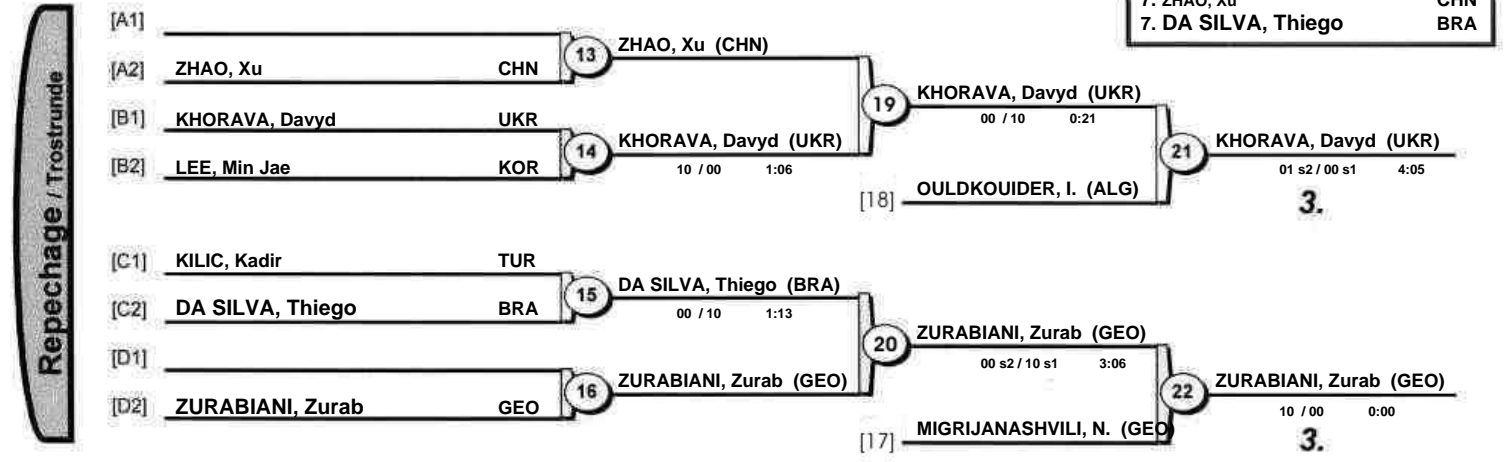 7. ZHAO, Xu CHN
7. DA SILVA, Thiego BRA
Repechage / Trostrunde
[A1]
13 ZHAO, Xu (CHN)
[A2] ZHAO, Xu CHN
19 KHORAVA, Davyd (UKR)
00 / 10 0:21
[B1] KHORAVA, Davyd UKR
14 KHORAVA, Davyd (UKR)
10 / 00 1:06
21 KHORAVA, Davyd (UKR)
01 s2 / 00 s1 4:05
[B2] LEE, Min Jae KOR
[18] OULDKOUIDER, I. (ALG)
3.
[C1] KILIC, Kadir TUR
15 DA SILVA, Thiego (BRA)
00 / 10 1:13
[C2] DA SILVA, Thiego BRA
20 ZURABIANI, Zurab (GEO)
00 s2 / 10 s1 3:06
[D1]
16 ZURABIANI, Zurab (GEO)
22 ZURABIANI, Zurab (GEO)
10 / 00 0:00
[D2] ZURABIANI, Zurab GEO
[17] MIGRIJANASHVILI, N. (GEO)
3.